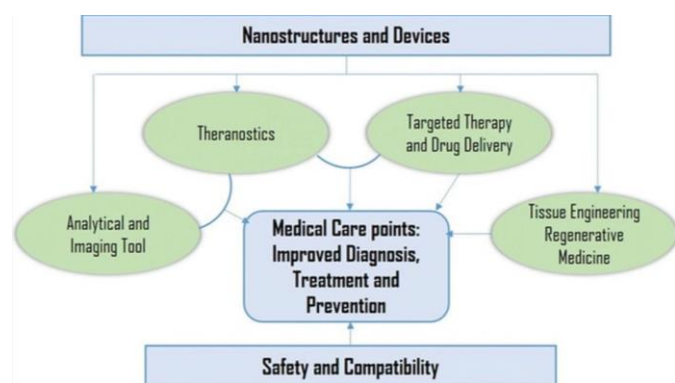 Nanostructures and Devices
Theranostics
Targeted Therapy
and Drug Delivery
Analytical and
Imaging Tool
Medical Care points:
Improved Diagnosis,
Treatment and
Prevention
Tissue Engineering
Regenerative
Medicine
Safety and Compatibility